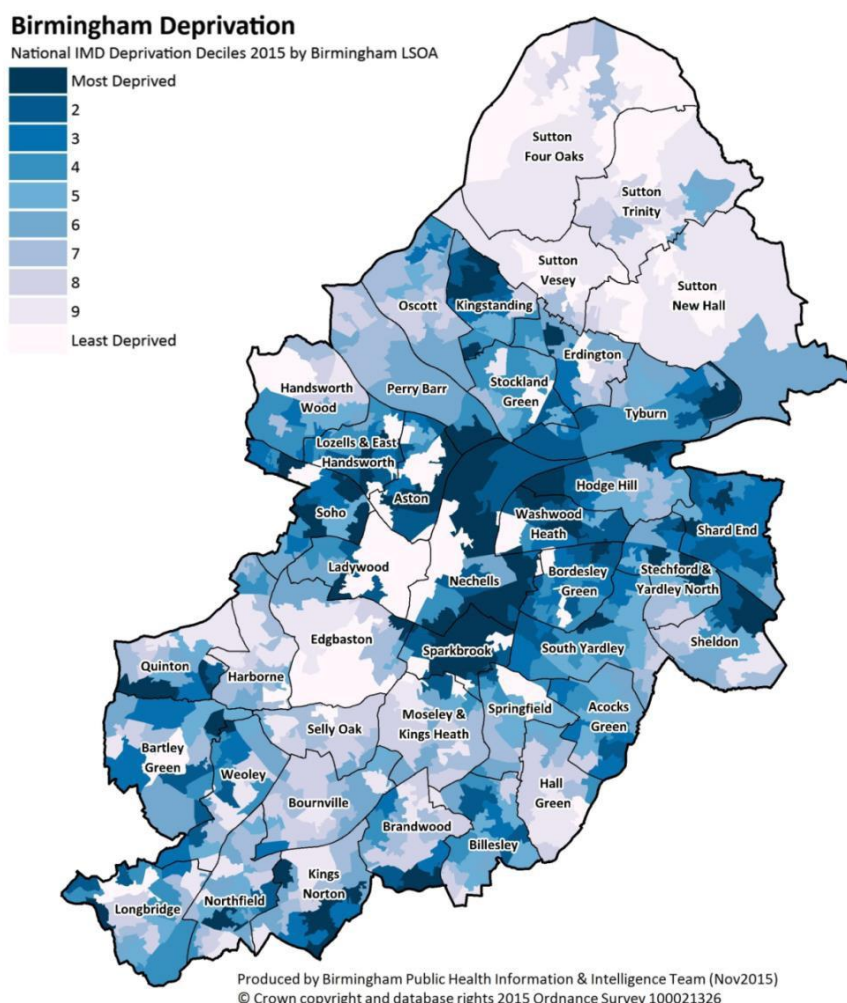 Birmingham Deprivation
National IMD Deprivation Deciles 2015 by Birmingham LSOA
Most Deprived
2
3
4
5
6
7
8
9
Least Deprived
Sutton
Four Oaks
Sutton
Trinity
Sutton
Vesey
Sutton
New Hall
Oscott
Kingstanding
Erdington
Handsworth
Wood
Perry Barr
Stockland
Green
Tyburn
Lozells & East
Handsworth
Aston
Hodge Hill
Soho
Washwood
Heath
Shard End
Ladywood
Nechells
Bordesley
Green
Stechford &
Yardley North
Edgbaston
Sparkbrook
South Yardley
Sheldon
Quinton
Harborne
Moseley &
Kings Heath
Springfield
Acocks
Green
Selly Oak
Bartley
Green
Weoley
Hall
Green
Bournville
Brandwood
Billesley
Kings
Norton
Longbridge
Northfield
Produced by Birmingham Public Health Information & Intelligence Team (Nov2015)
© Crown copyright and database rights 2015 Ordnance Survey 100021326